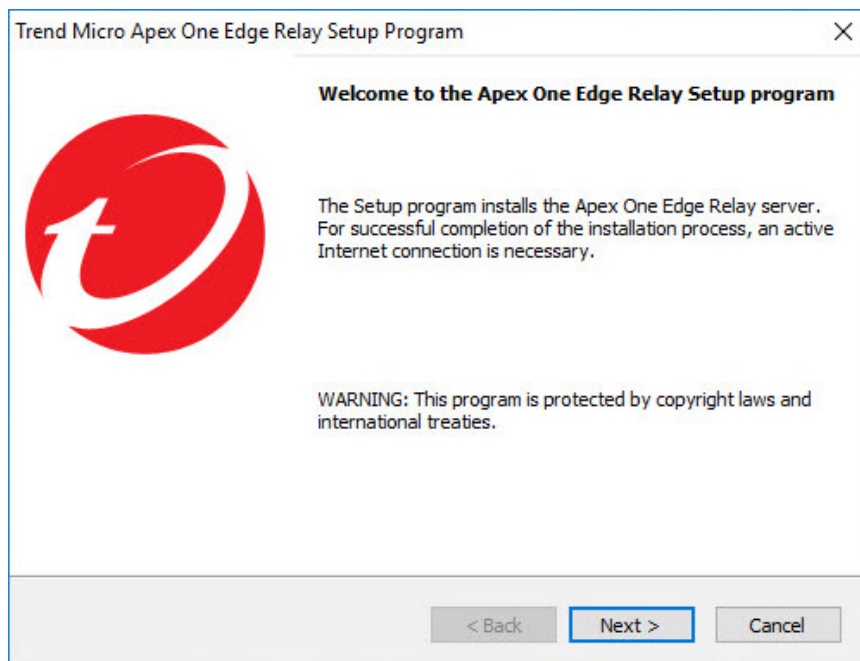 Trend Micro Apex One Edge Relay Setup Program
Welcome to the Apex One Edge Relay Setup program
The Setup program installs the Apex One Edge Relay server.
For successful completion of the installation process, an active
Internet connection is necessary.
WARNING: This program is protected by copyright laws and
international treaties.
< Back
Next >
Cancel